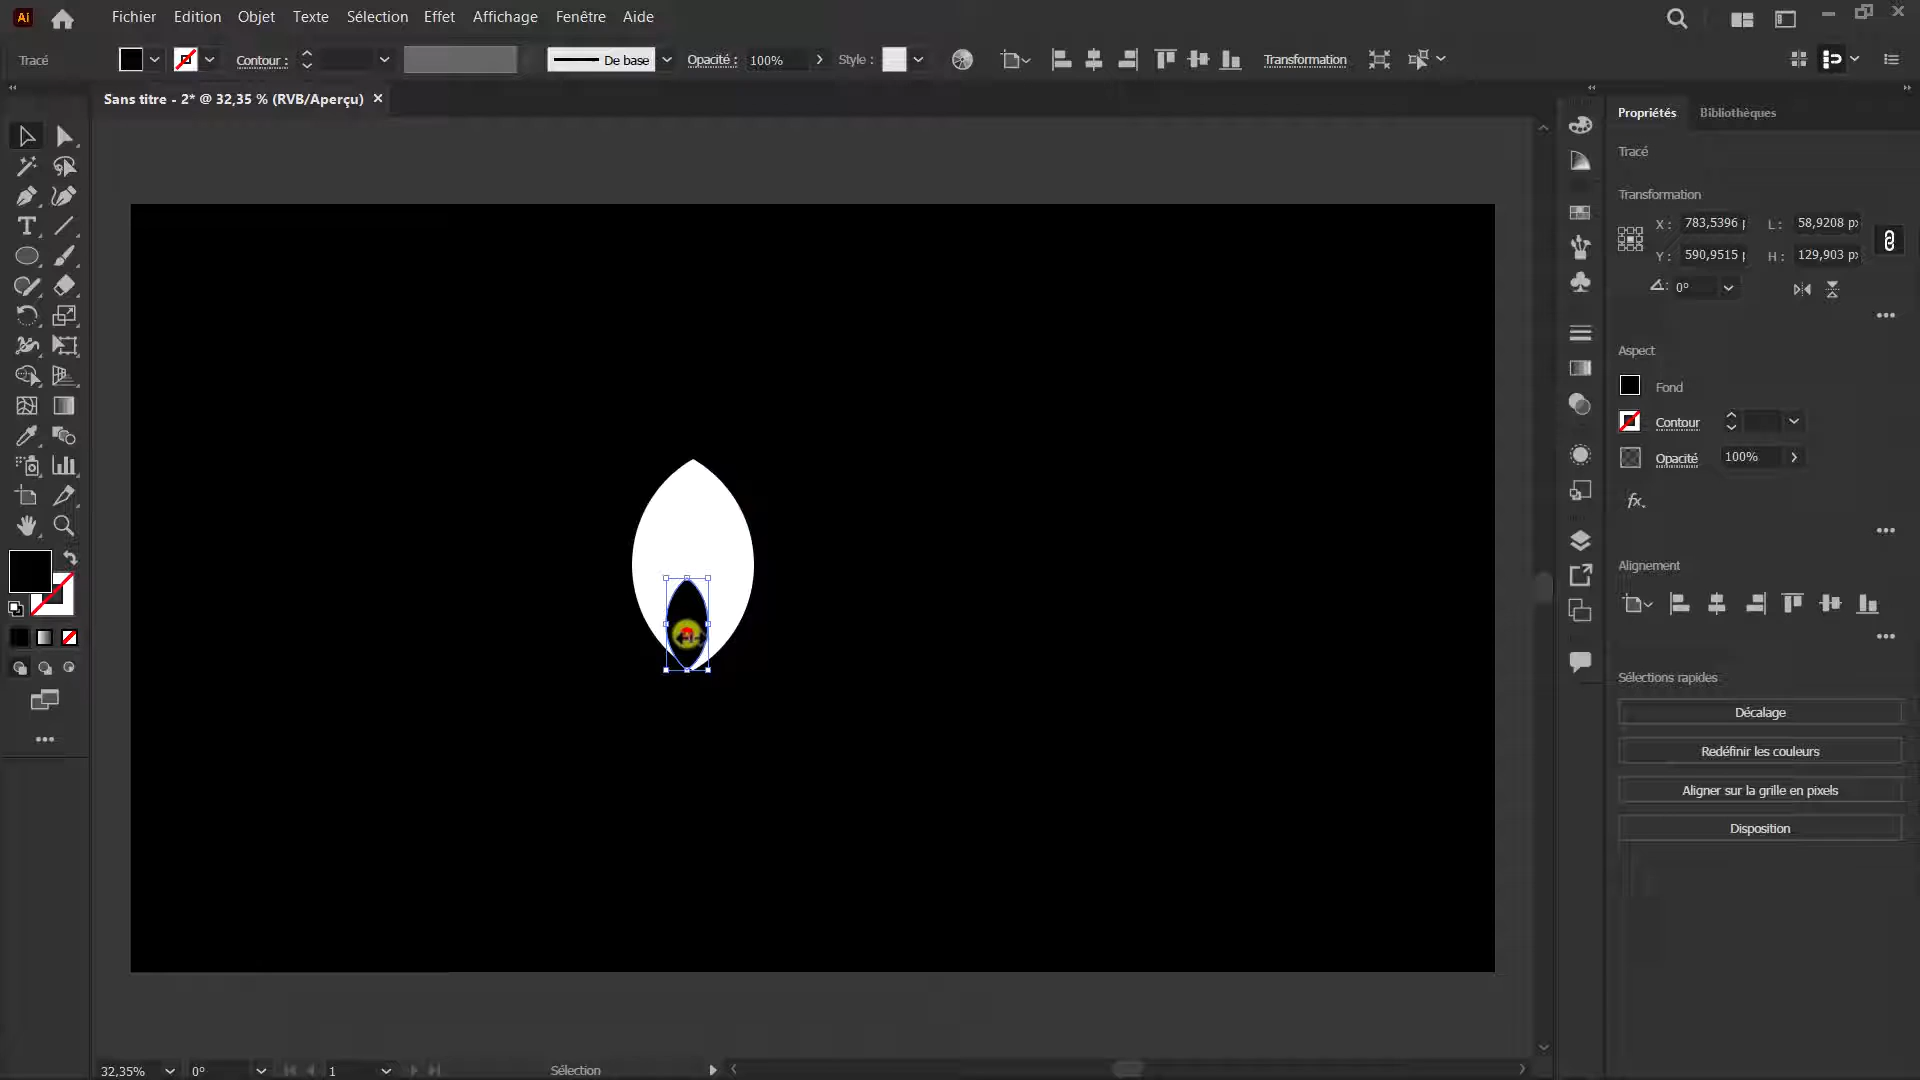 Ai Fichier Edition Objet Texte Sélection Effet Affichage Fenêtre Aide
Tracé Contour : De base Opacité : 100% Style : Transformation
Sans titre - 2* @ 32,35 % (RVB/Aperçu) ×
Propriétés Bibliothèques
Tracé
Transformation
X : 783,5396 L : 58,9208 px
Y : 590,9515 H : 129,903 px
0°
Aspect
Fond
Contour
Opacité 100%
fx
Alignement
Sélections rapides
Décalage
Redéfinir les couleurs
Aligner sur la grille en pixels
Disposition
32,35% 0° 1 Sélection